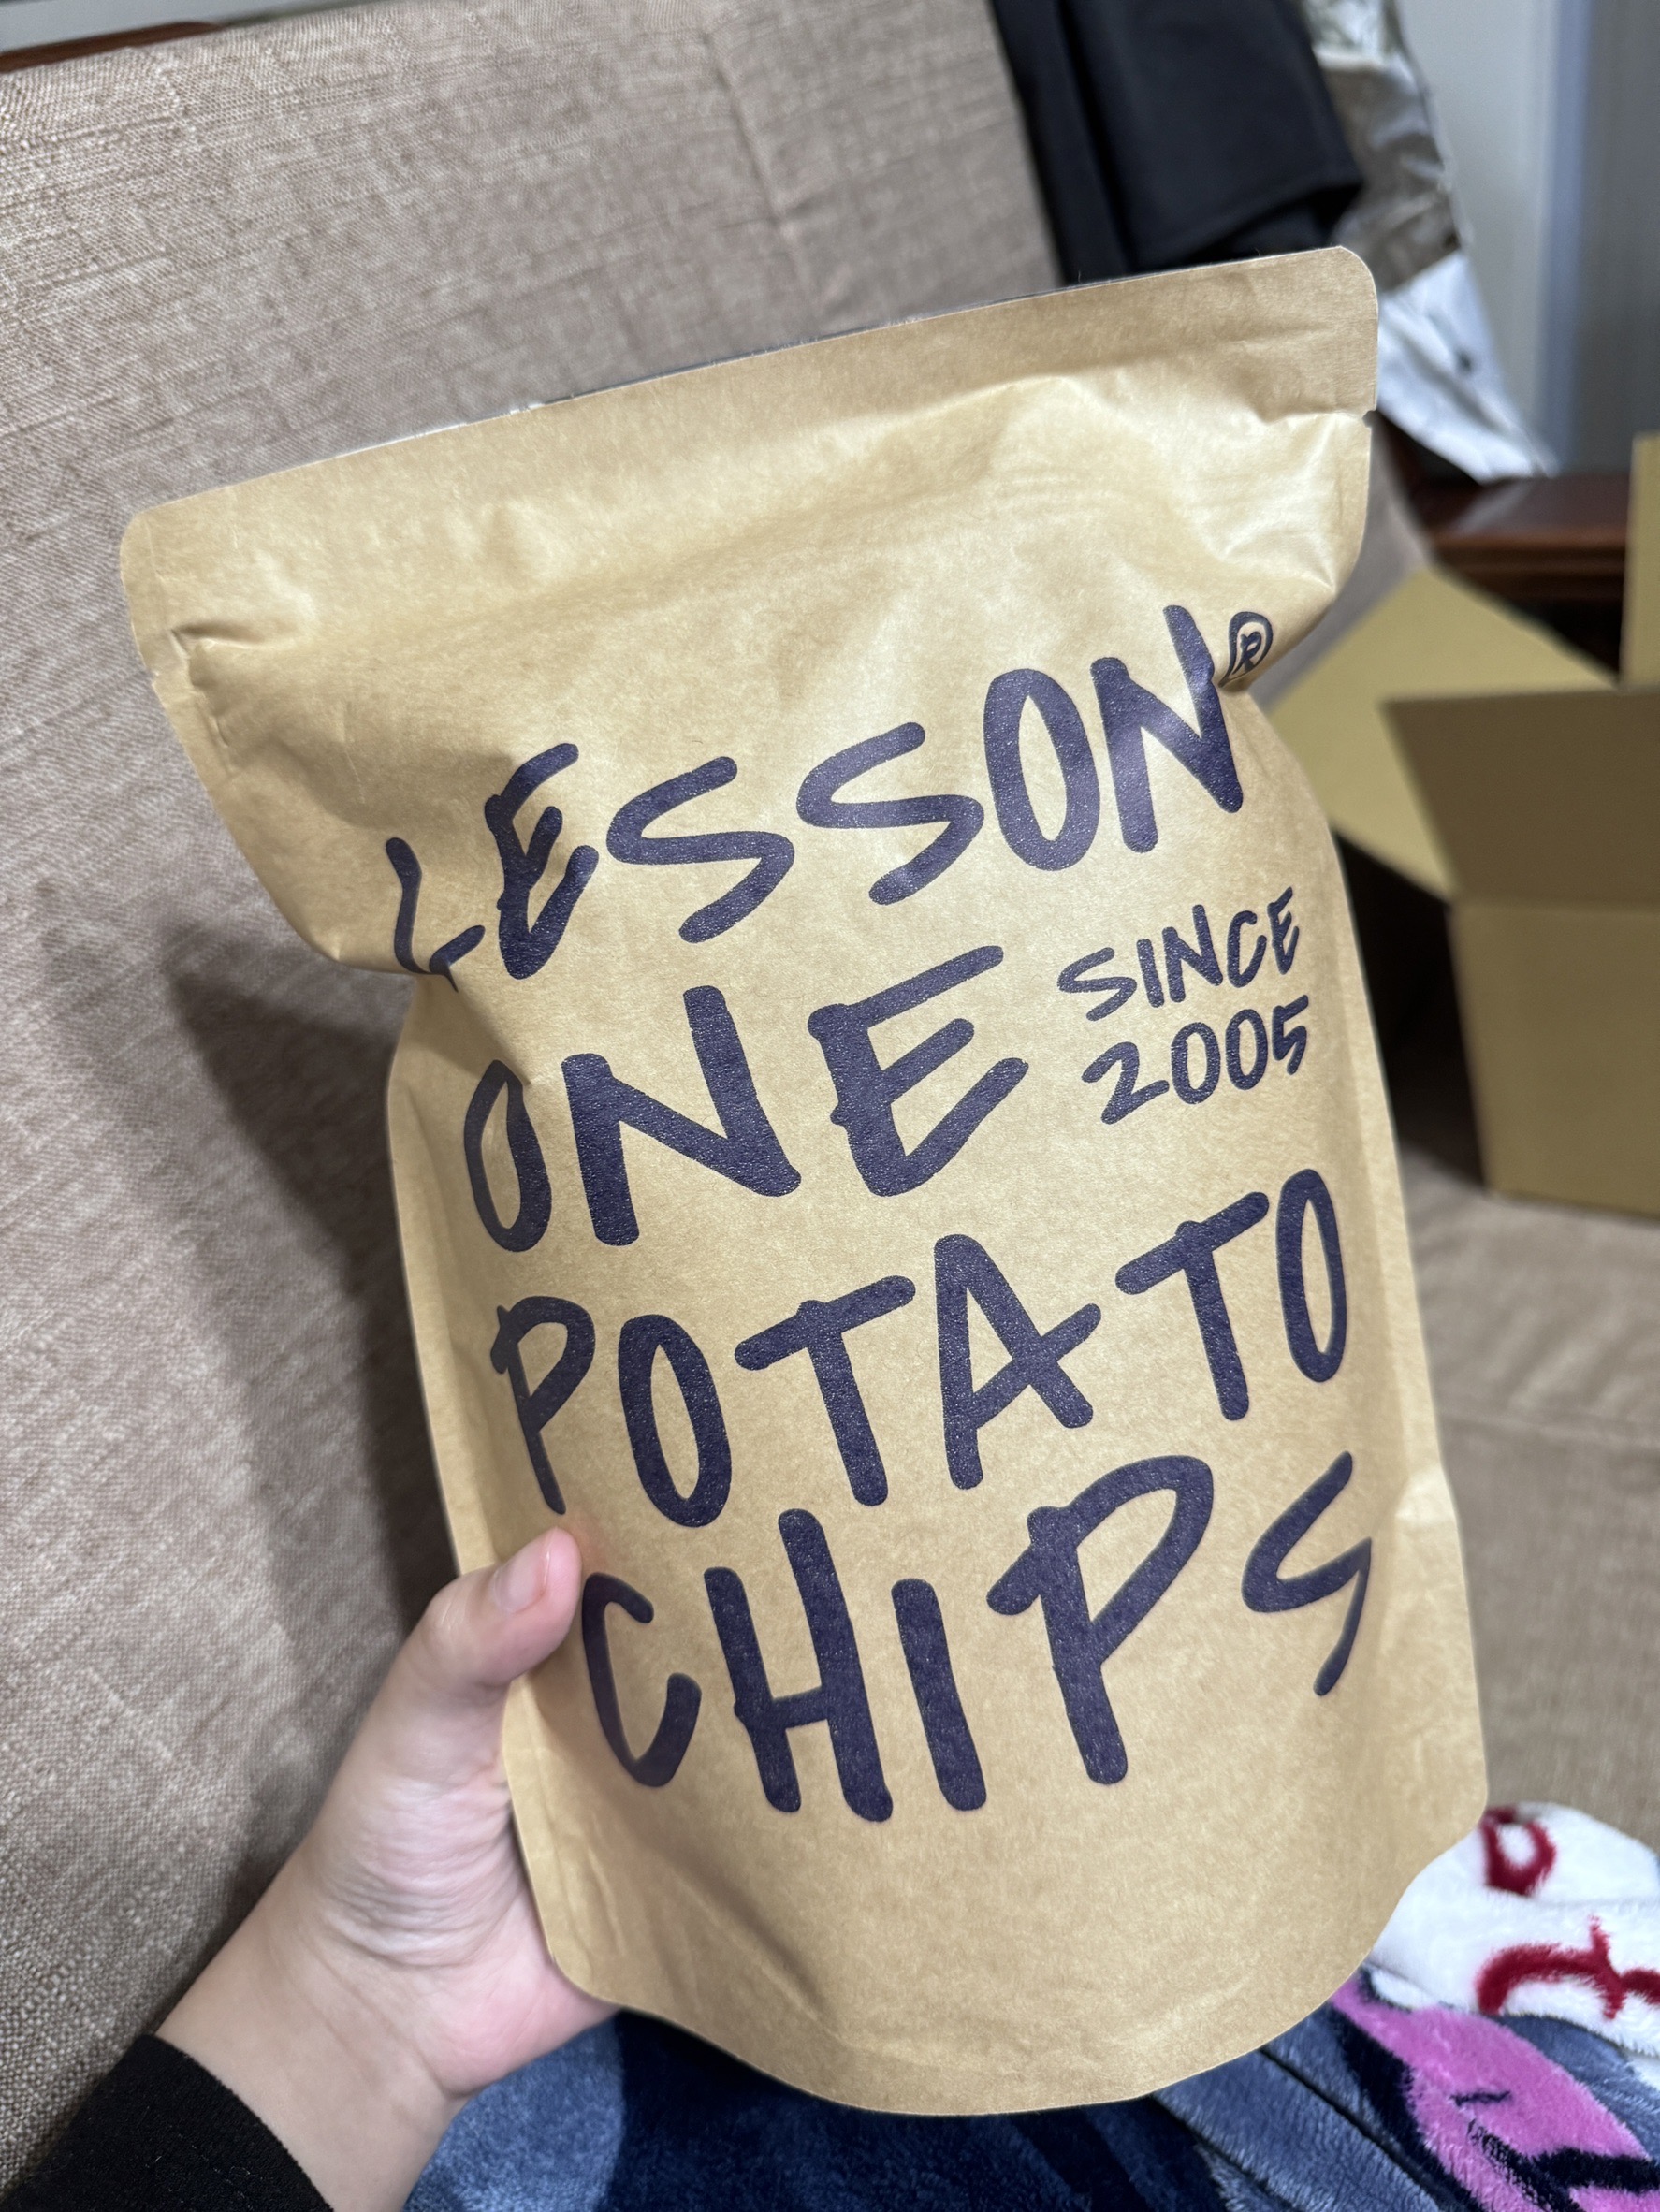 LESSON®
ONE SINCE 2005
POTATO
CHIPS